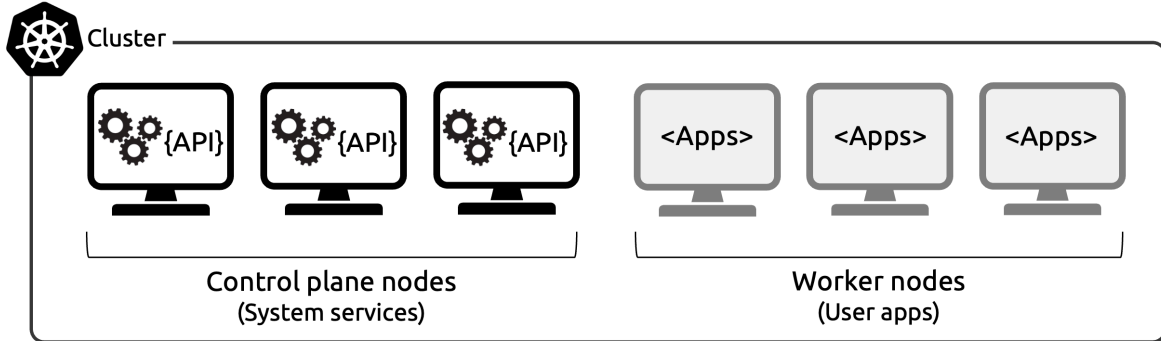 Cluster
{API}
{API}
{API}
<Apps>
<Apps>
<Apps>
Control plane nodes
(System services)
Worker nodes
(User apps)